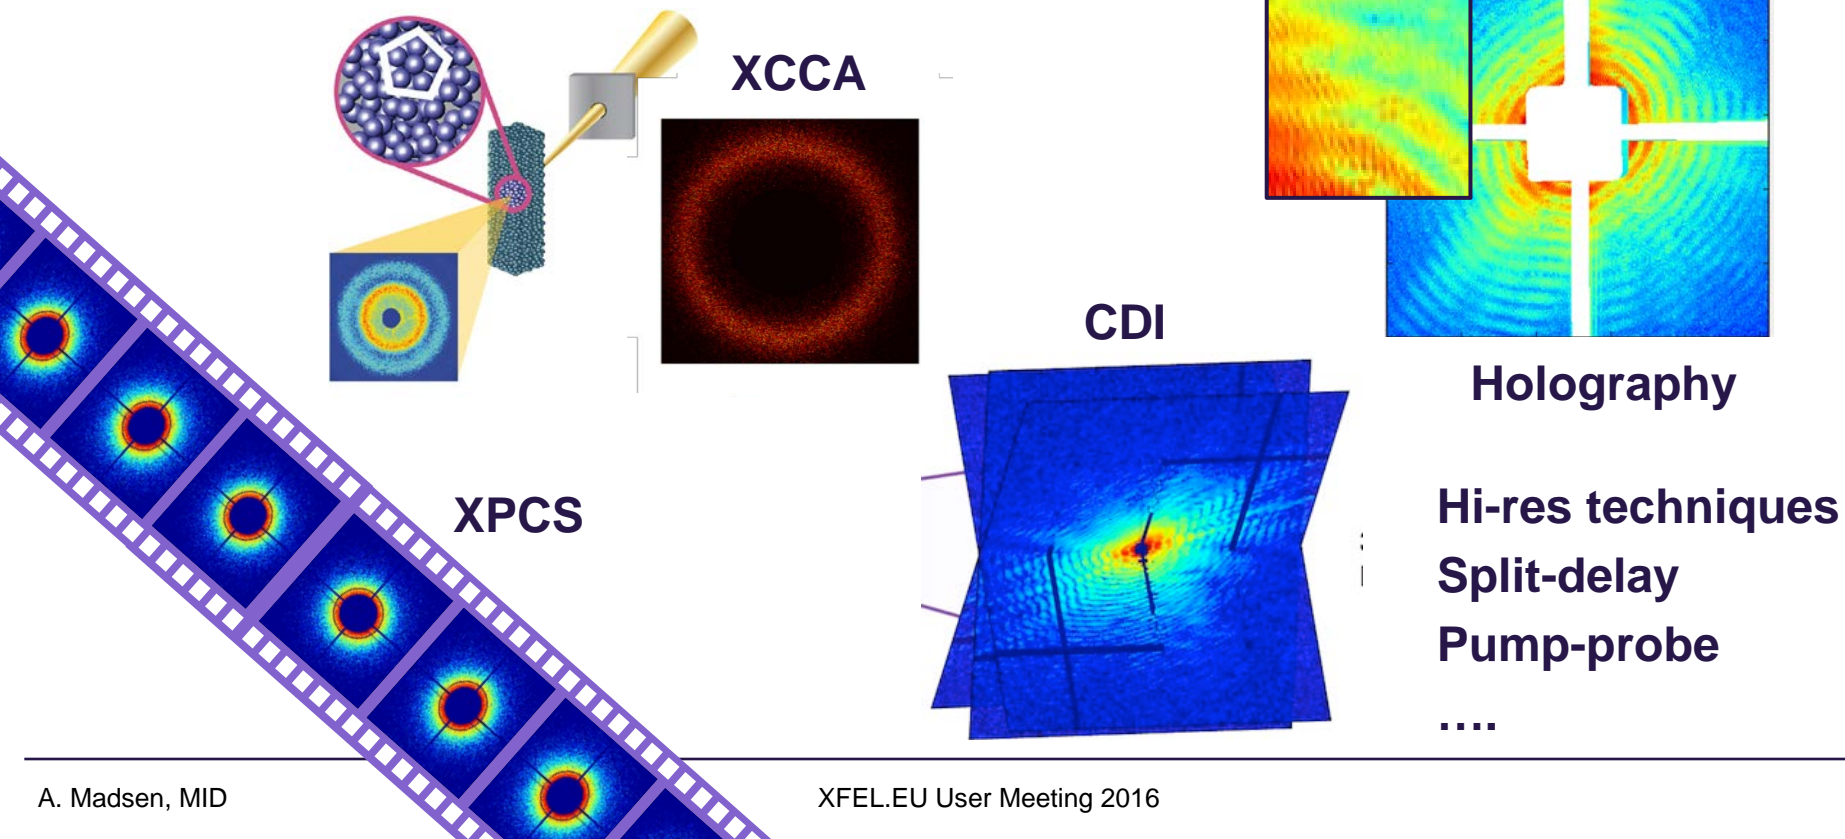 XCCA
CDI
Holography
XPCS
Hi-res techniques
Split-delay
Pump-probe
....
A. Madsen, MID
XFEL.EU User Meeting 2016